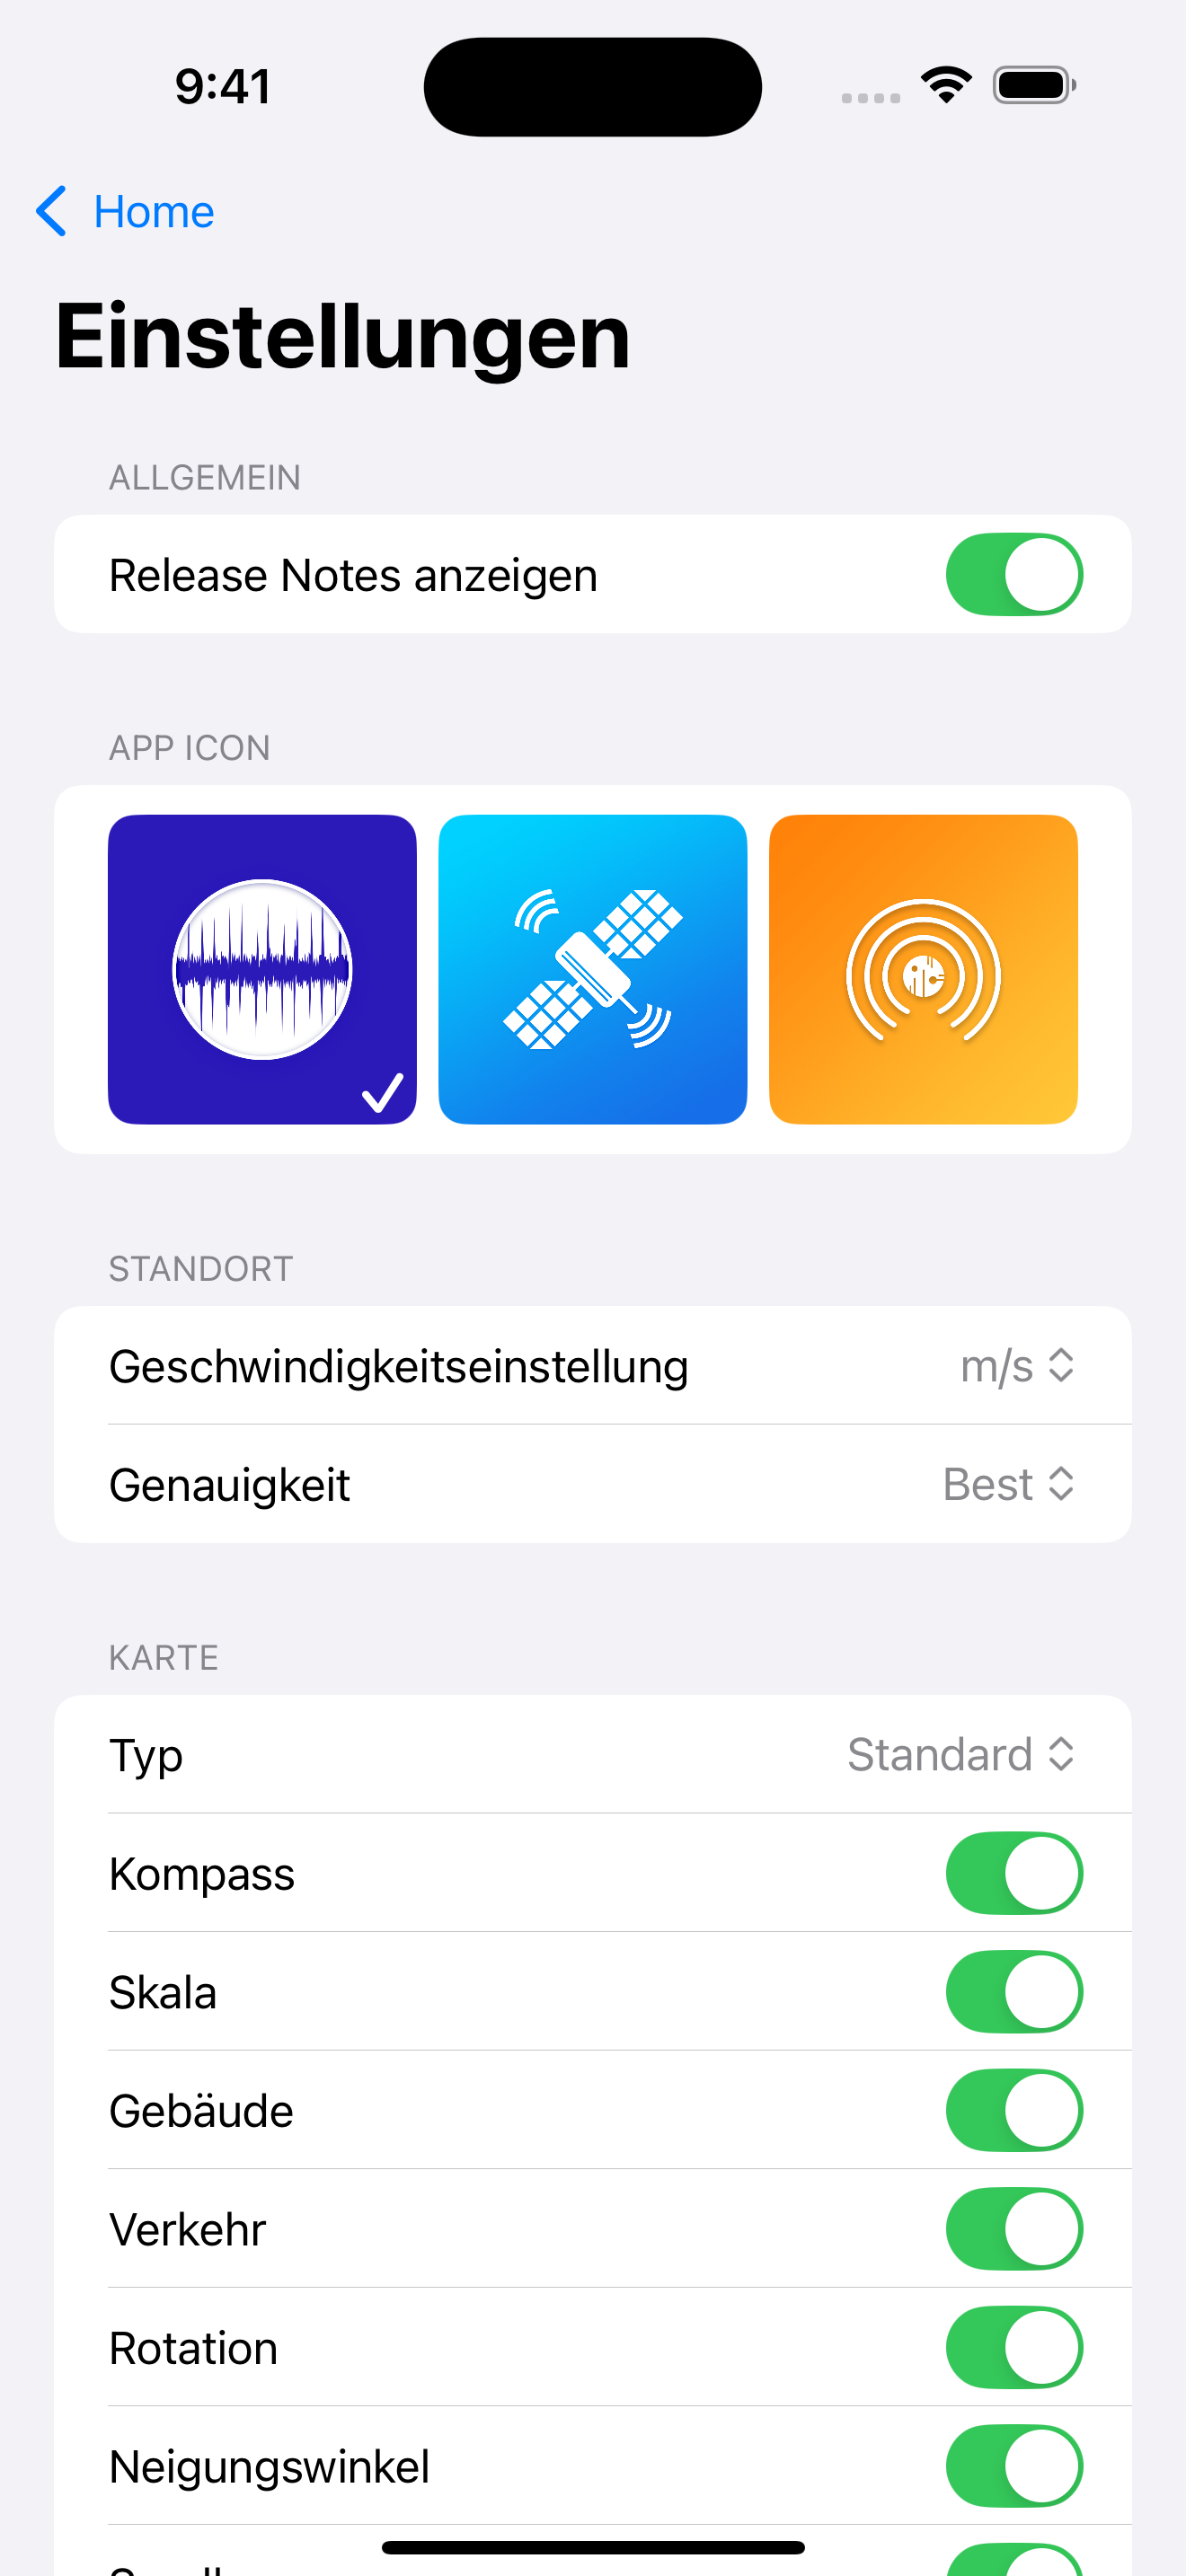 9:41
Home
Einstellungen
ALLGEMEIN
Release Notes anzeigen
APP ICON
STANDORT
Geschwindigkeitseinstellung m/s
Genauigkeit Best
KARTE
Typ Standard
Kompass
Skala
Gebäude
Verkehr
Rotation
Neigungswinkel